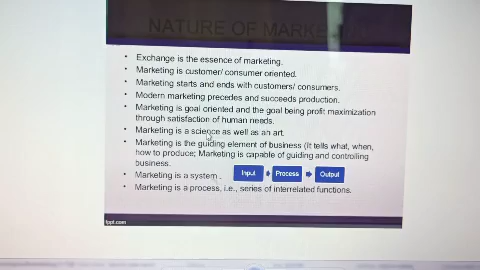 NATURE OF MARKETING
• Exchange is the essence of marketing.
• Marketing is customer/ consumer oriented.
• Marketing starts and ends with customers/ consumers.
• Modern marketing precedes and succeeds production.
• Marketing is goal oriented and the goal being profit maximization
through satisfaction of human needs.
• Marketing is a science as well as an art.
• Marketing is the guiding element of business (It tells what, when,
how to produce; Marketing is capable of guiding and controlling
business.
• Marketing is a system. Input Process Output
• Marketing is a process, i.e., series of interrelated functions.
fppt.com